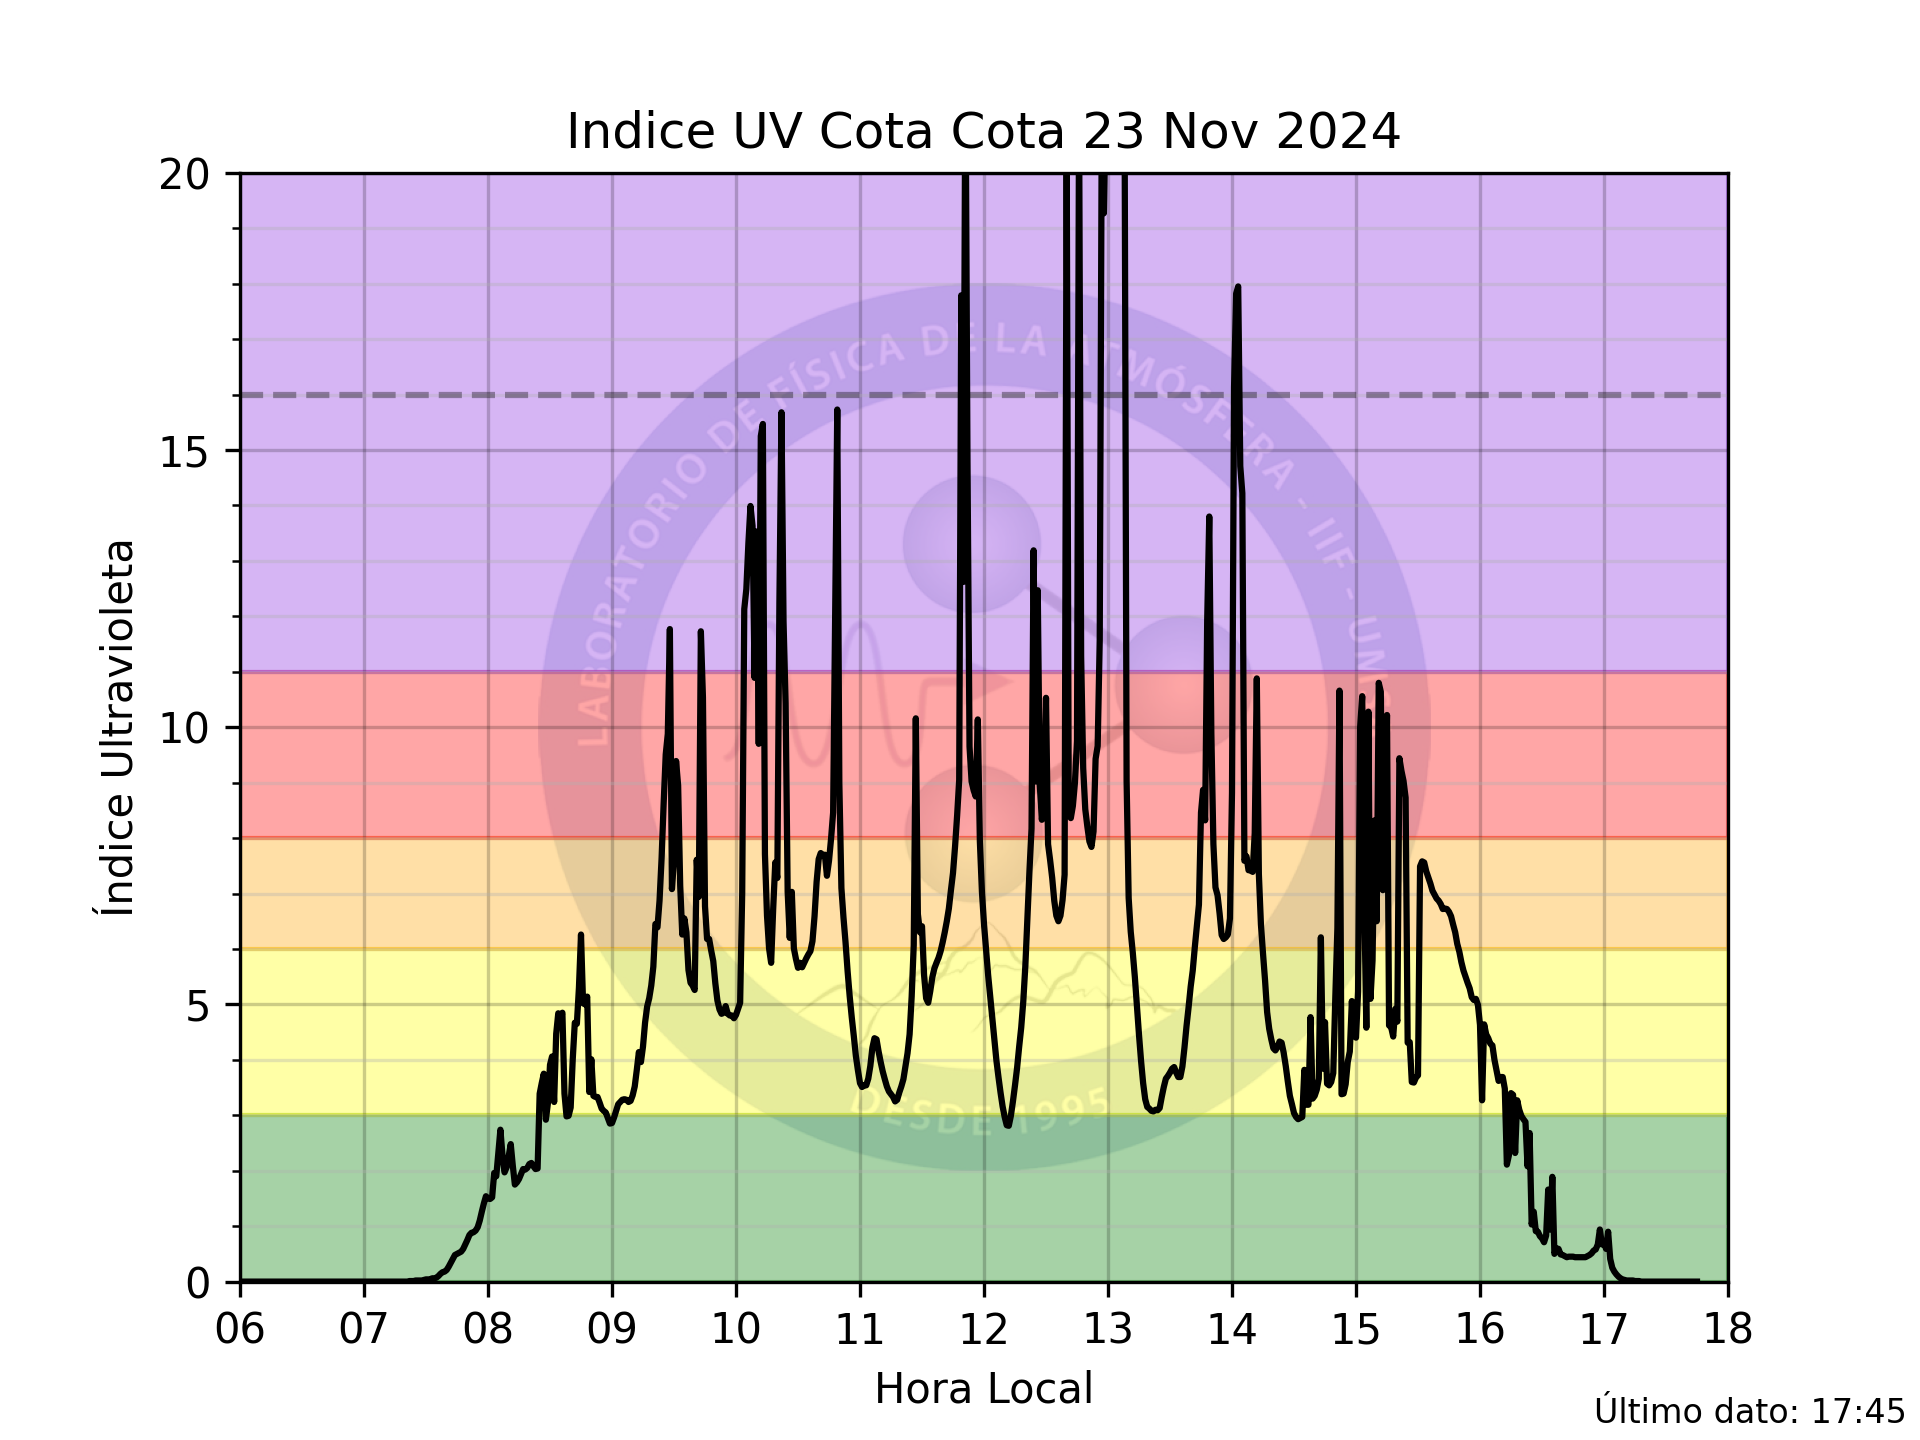 Indice UV Cota Cota 23 Nov 2024
20
15
10
5
0
Índice Ultravioleta
LABORATORIO DE FÍSICA DE LA ATMÓSFERA - IIF - UMSA
DESDE 1995
06 07 08 09 10 11 12 13 14 15 16 17 18
Hora Local
Último dato: 17:45